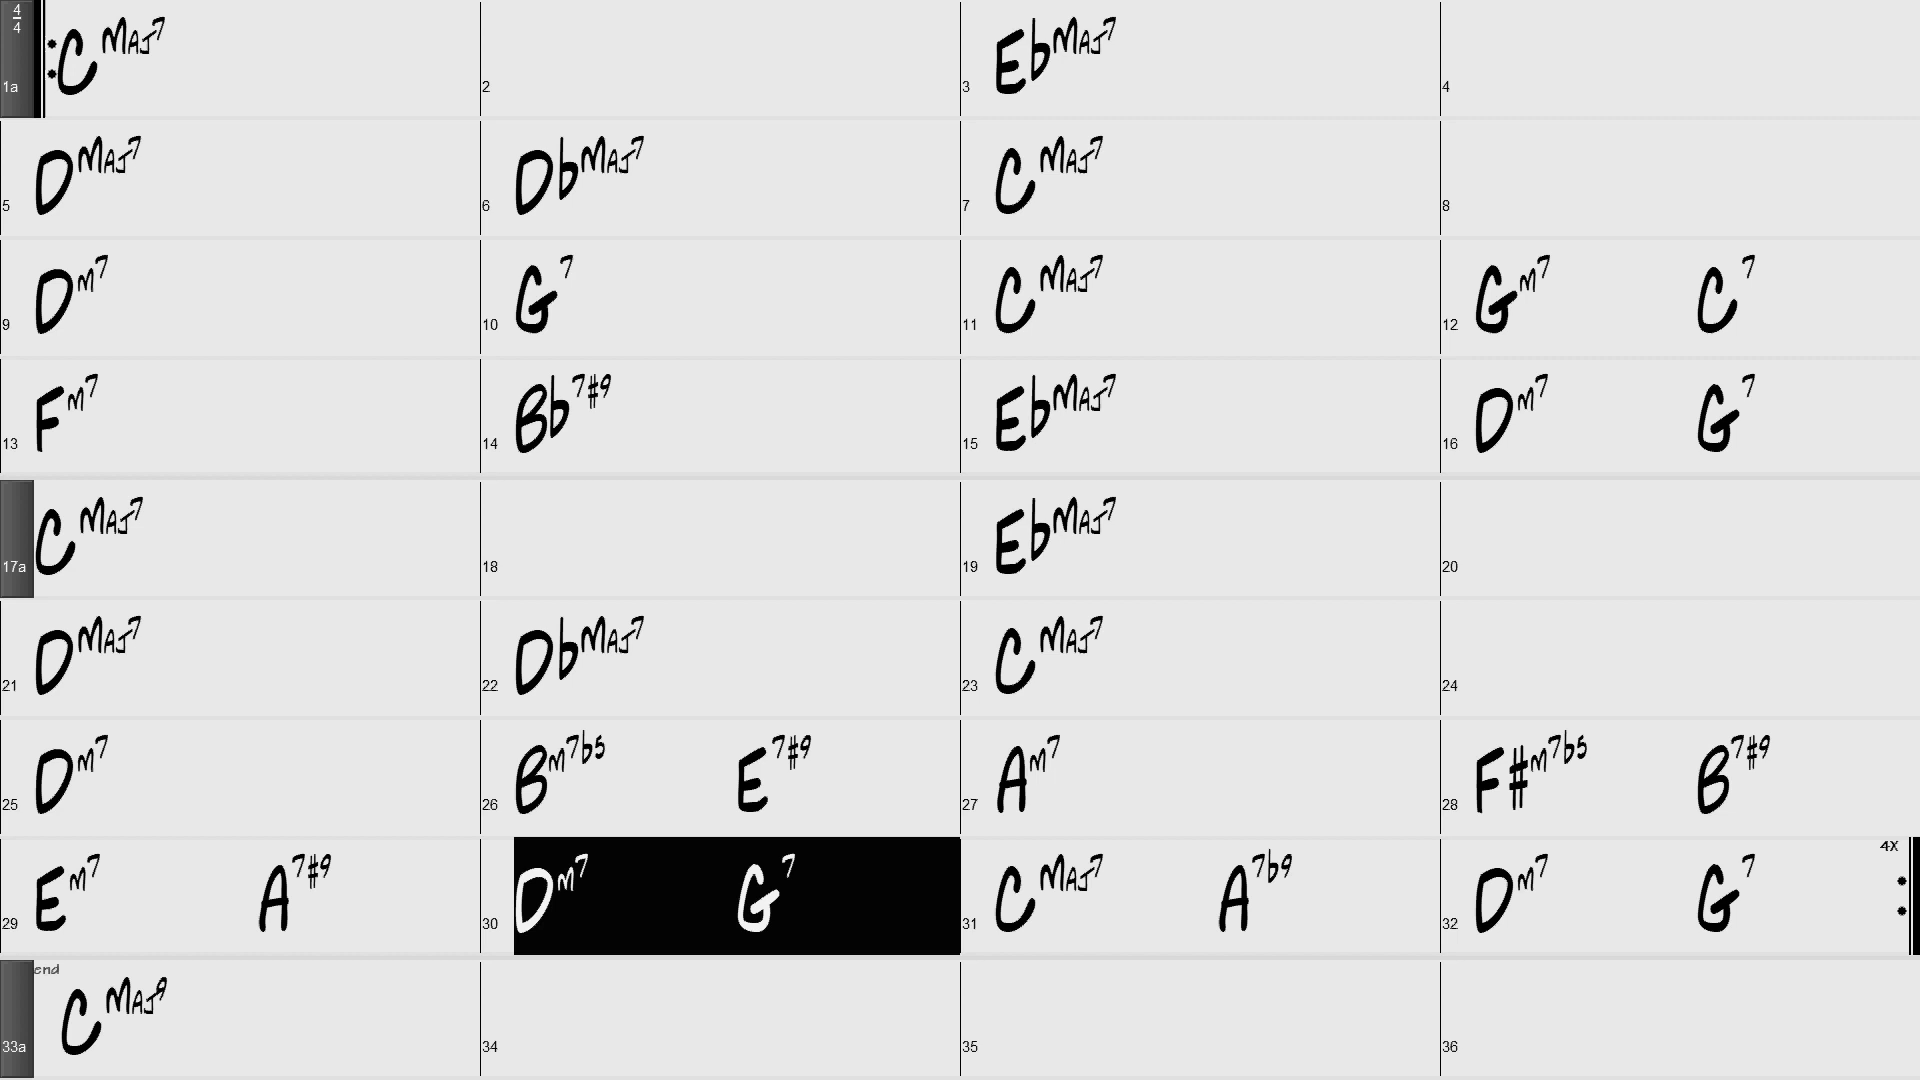 4
4
1a CMAJ7 2 3 EbMAJ7 4
5 DMAJ7 6 DbMAJ7 7 CMAJ7 8
9 Dm7 10 G7 11 CMAJ7 12 Gm7 C7
13 Fm7 14 Bb7#9 15 EbMAJ7 16 Dm7 G7
17a CMAJ7 18 19 EbMAJ7 20
21 DMAJ7 22 DbMAJ7 23 CMAJ7 24
25 Dm7 26 Bm7b5 E7#9 27 Am7 28 F#m7b5 B7#9
4X
29 Em7 A7#9 30 Dm7 G7 31 CMAJ7 A7b9 32 Dm7 G7
end
33a CMAJ9 34 35 36